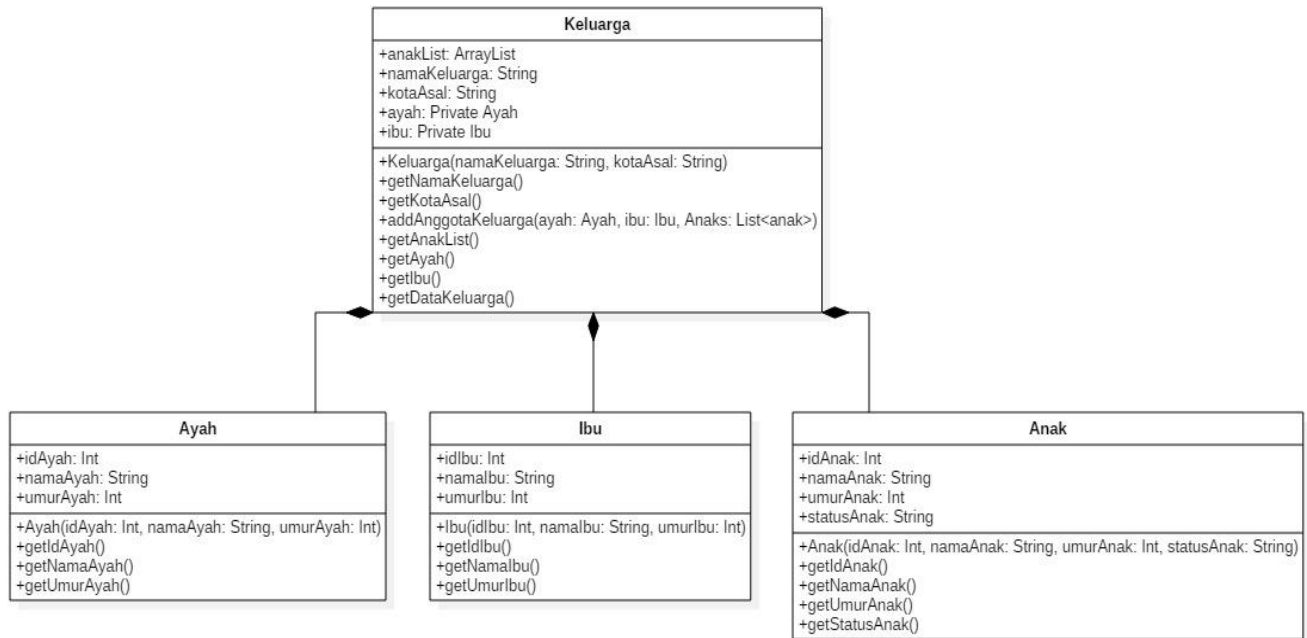 Keluarga
+anakList: ArrayList
+namaKeluarga: String
+kotaAsal: String
+ayah: Private Ayah
+ibu: Private Ibu
+Keluarga(namaKeluarga: String, kotaAsal: String)
+getNamaKeluarga()
+getKotaAsal()
+addAnggotaKeluarga(ayah: Ayah, ibu: Ibu, Anaks: List<anak>)
+getAnakList()
+getAyah()
+getIbu()
+getDataKeluarga()
Ayah
+idAyah: Int
+namaAyah: String
+umurAyah: Int
+Ayah(idAyah: Int, namaAyah: String, umurAyah: Int)
+getIdAyah()
+getNamaAyah()
+getUmurAyah()
Ibu
+idIbu: Int
+namaIbu: String
+umurIbu: Int
+Ibu(idIbu: Int, namaIbu: String, umurIbu: Int)
+getIdIbu()
+getNamaIbu()
+getUmurIbu()
Anak
+idAnak: Int
+namaAnak: String
+umurAnak: Int
+statusAnak: String
+Anak(idAnak: Int, namaAnak: String, umurAnak: Int, statusAnak: String)
+getIdAnak()
+getNamaAnak()
+getUmurAnak()
+getStatusAnak()